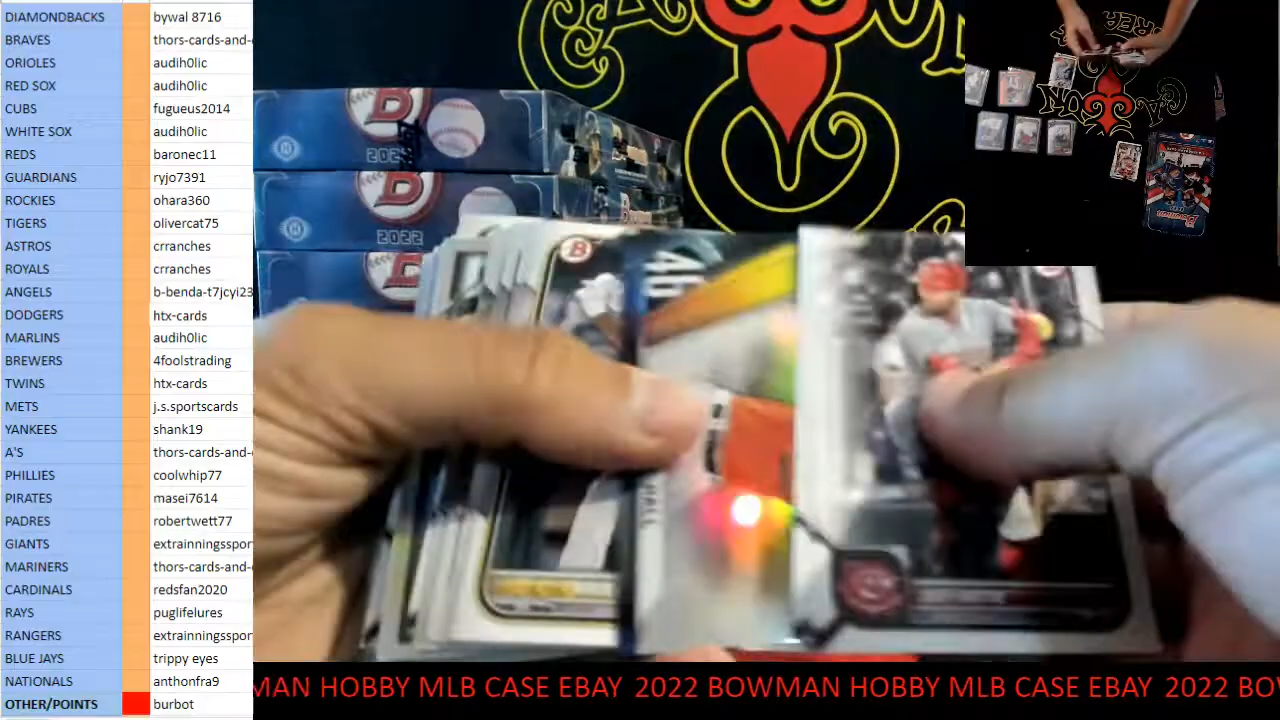 DIAMONDBACKS bywal 8716
BRAVES thors-cards-and-
ORIOLES audih0lic
RED SOX audih0lic
CUBS fugueus2014
WHITE SOX audih0lic
REDS baronec11
GUARDIANS ryjo7391
ROCKIES ohara360
TIGERS olivercat75
ASTROS crranches
ROYALS crranches
ANGELS b-benda-t7jcyi23
DODGERS htx-cards
MARLINS audih0lic
BREWERS 4foolstrading
TWINS htx-cards
METS j.s.sportscards
YANKEES shank19
A'S thors-cards-and-
PHILLIES coolwhip77
PIRATES masei7614
PADRES robertwett77
GIANTS extrainningsspor
MARINERS thors-cards-and-
CARDINALS redsfan2020
RAYS puglifelures
RANGERS extrainningsspor
BLUE JAYS trippy eyes
NATIONALS anthonfra9
OTHER/POINTS burbot
B
2022
B
2022
B
46
MAN HOBBY MLB CASE EBAY 2022 BOWMAN HOBBY MLB CASE EBAY 2022 BO